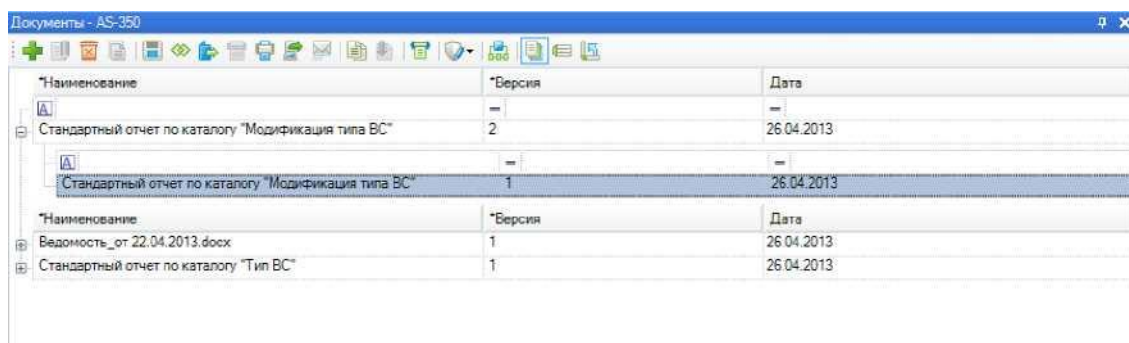 Документы - AS-350
*Наименование *Версия Дата
A = =
Стандартный отчет по каталогу "Модификация типа ВС" 2 26.04.2013
A = =
Стандартный отчет по каталогу "Модификация типа ВС" 1 26.04.2013
*Наименование *Версия Дата
Ведомость_от 22.04.2013.docx 1 26.04.2013
Стандартный отчет по каталогу "Тип ВС" 1 26.04.2013